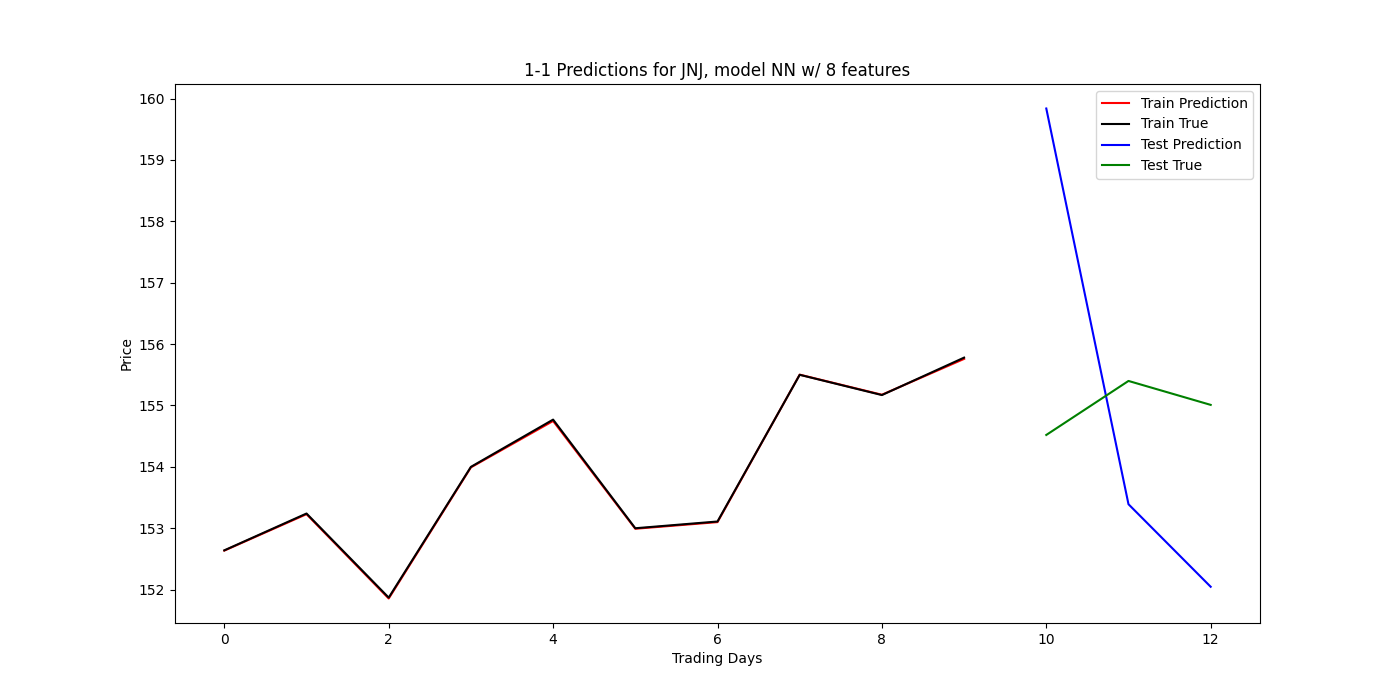 1-1 Predictions for JNJ, model NN w/ 8 features
160
159
158
157
156
155
154
153
152
Price
0 2 4 6 8 10 12
Trading Days
Train Prediction
Train True
Test Prediction
Test True